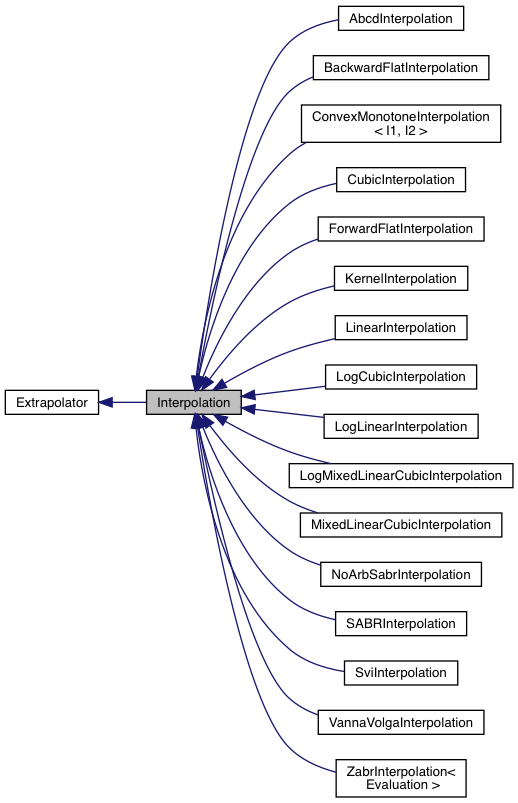 AbcdInterpolation
BackwardFlatInterpolation
ConvexMonotoneInterpolation
< I1, I2 >
CubicInterpolation
ForwardFlatInterpolation
KernelInterpolation
LinearInterpolation
LogCubicInterpolation
Extrapolator
Interpolation
LogLinearInterpolation
LogMixedLinearCubicInterpolation
MixedLinearCubicInterpolation
NoArbSabrInterpolation
SABRInterpolation
SviInterpolation
VannaVolgaInterpolation
ZabrInterpolation<
Evaluation >